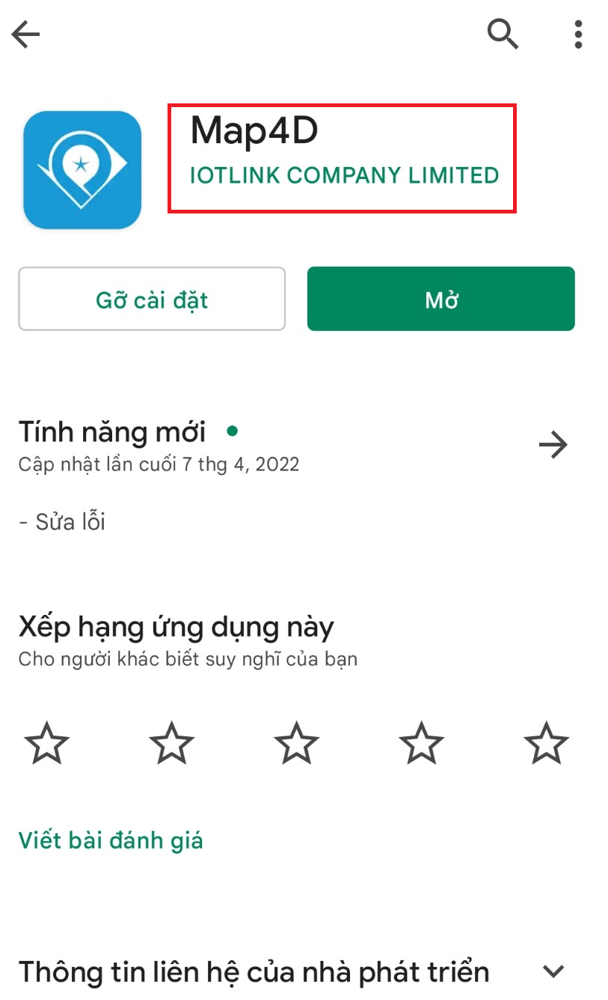 Map4D
IOTLINK COMPANY LIMITED
Gỡ cài đặt
Mở
Tính năng mới
Cập nhật lần cuối 7 thg 4, 2022
- Sửa lỗi
Xếp hạng ứng dụng này
Cho người khác biết suy nghĩ của bạn
Viết bài đánh giá
Thông tin liên hệ của nhà phát triển